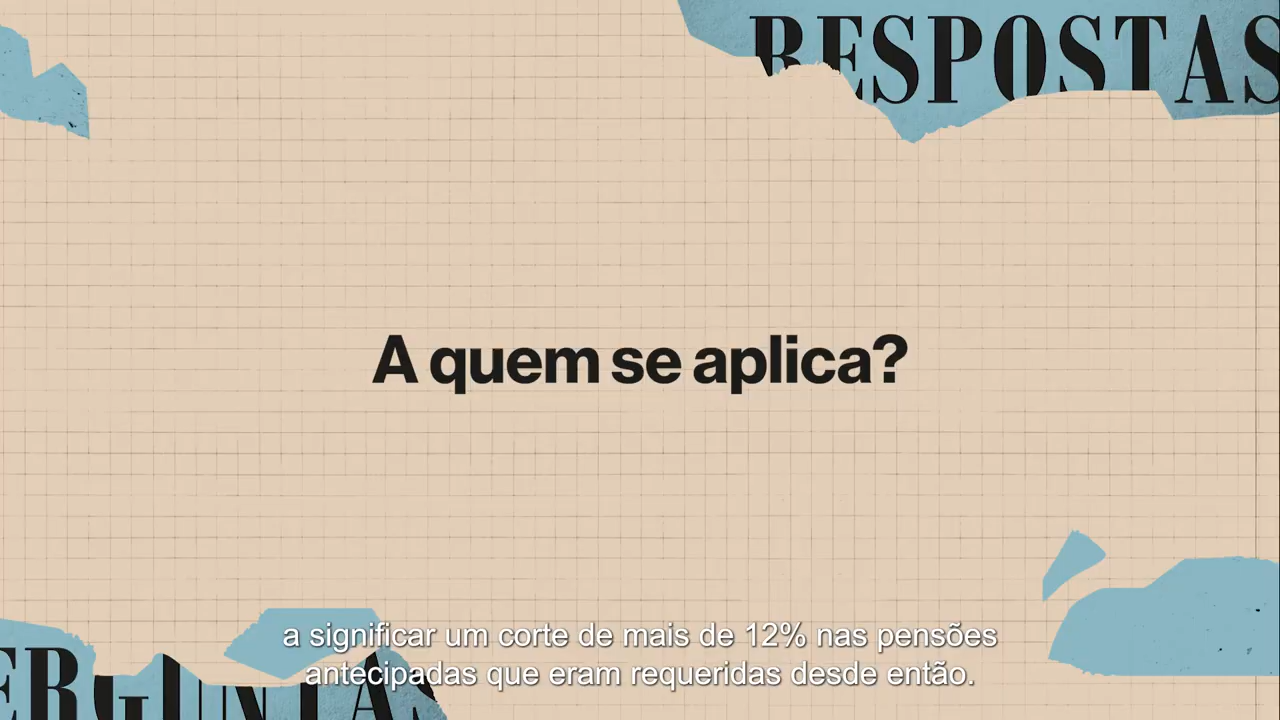 RESPOSTAS
A quem se aplica?
a significar um corte de mais de 12% nas pensões
antecipadas que eram requeridas desde então.
ERGUNTAS